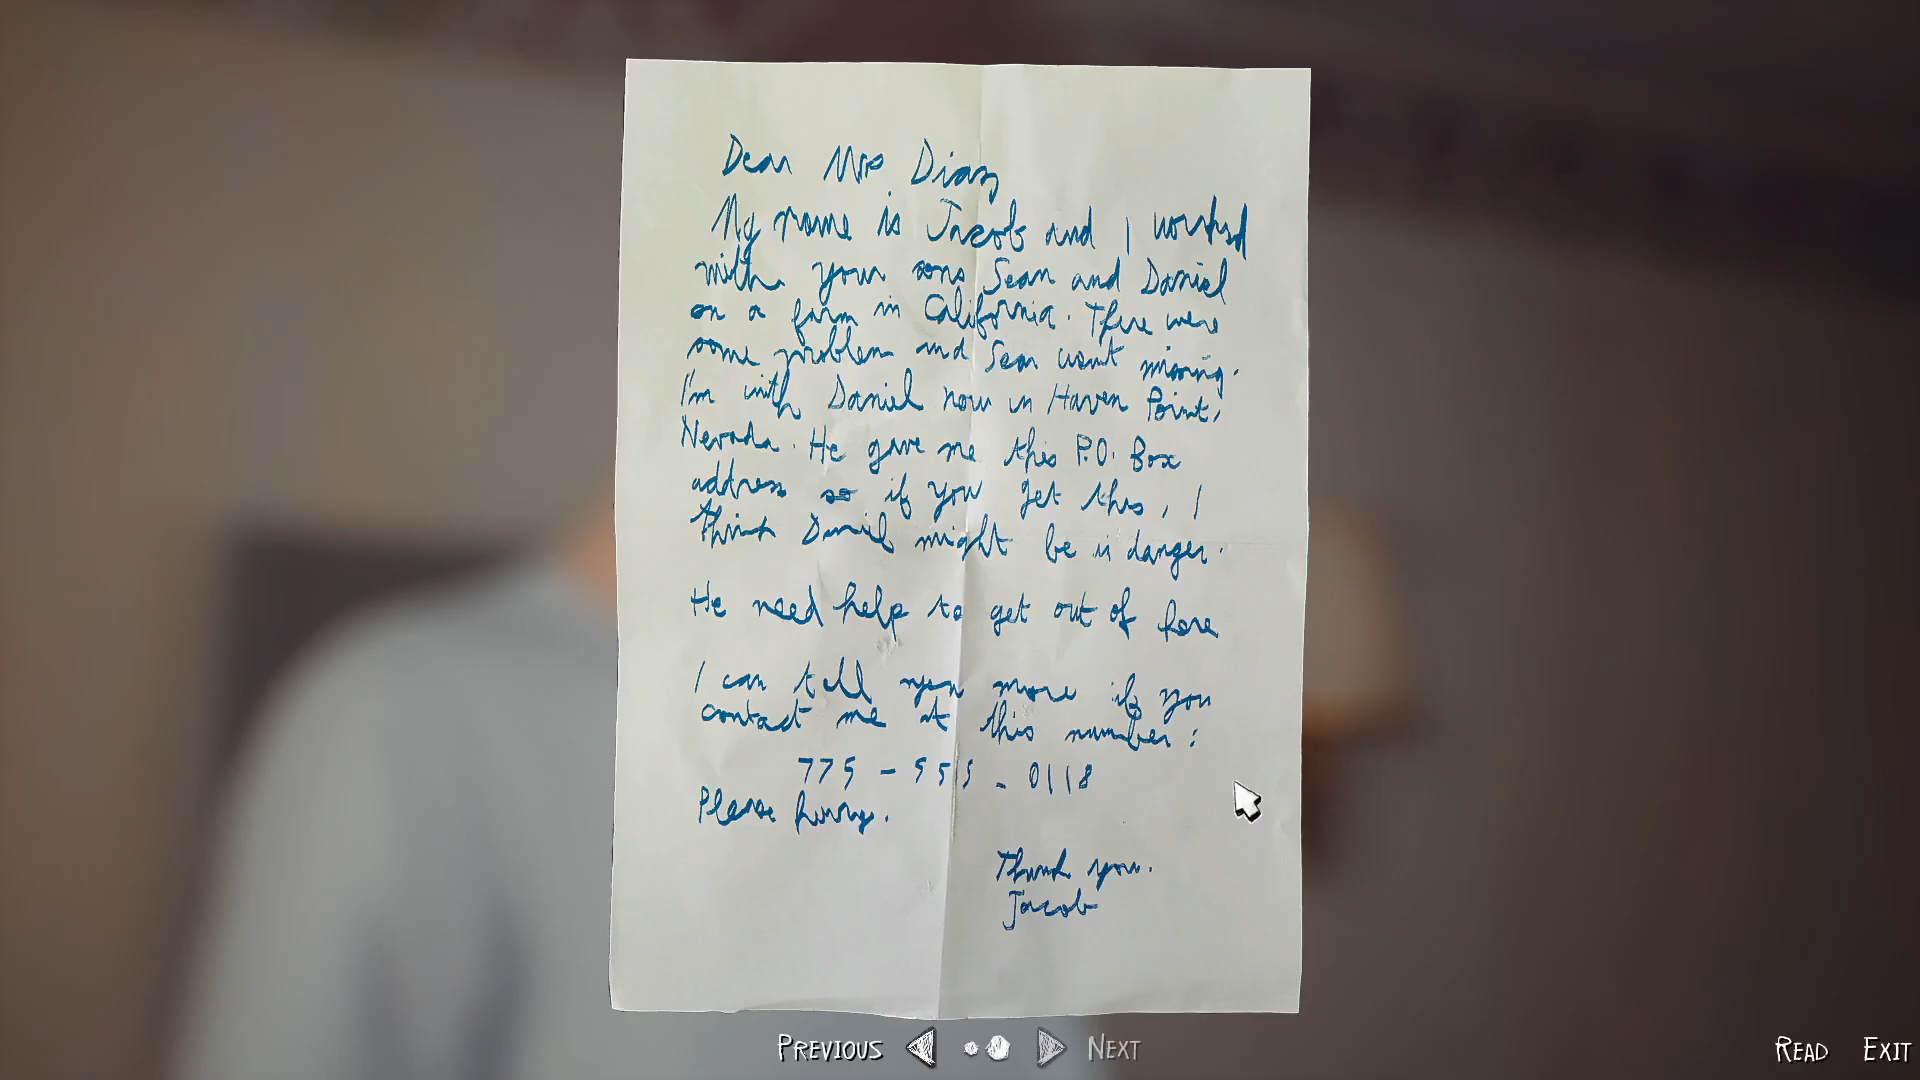 Dear Mrs Diaz
My name is Jacob and I worked
with your sons Sean and Daniel
on a farm in California. There were
some problem and Sean went missing.
I'm with Daniel now in Haven Point,
Nevada. He gave me this P.O. Box
address so if you get this, I
think Daniel might be in danger.
He need help to get out of here
I can tell you more if you
contact me at this number:
775 - 555 - 0118
Please hurry.
Thank you.
Jacob
PREVIOUS NEXT
READ EXIT